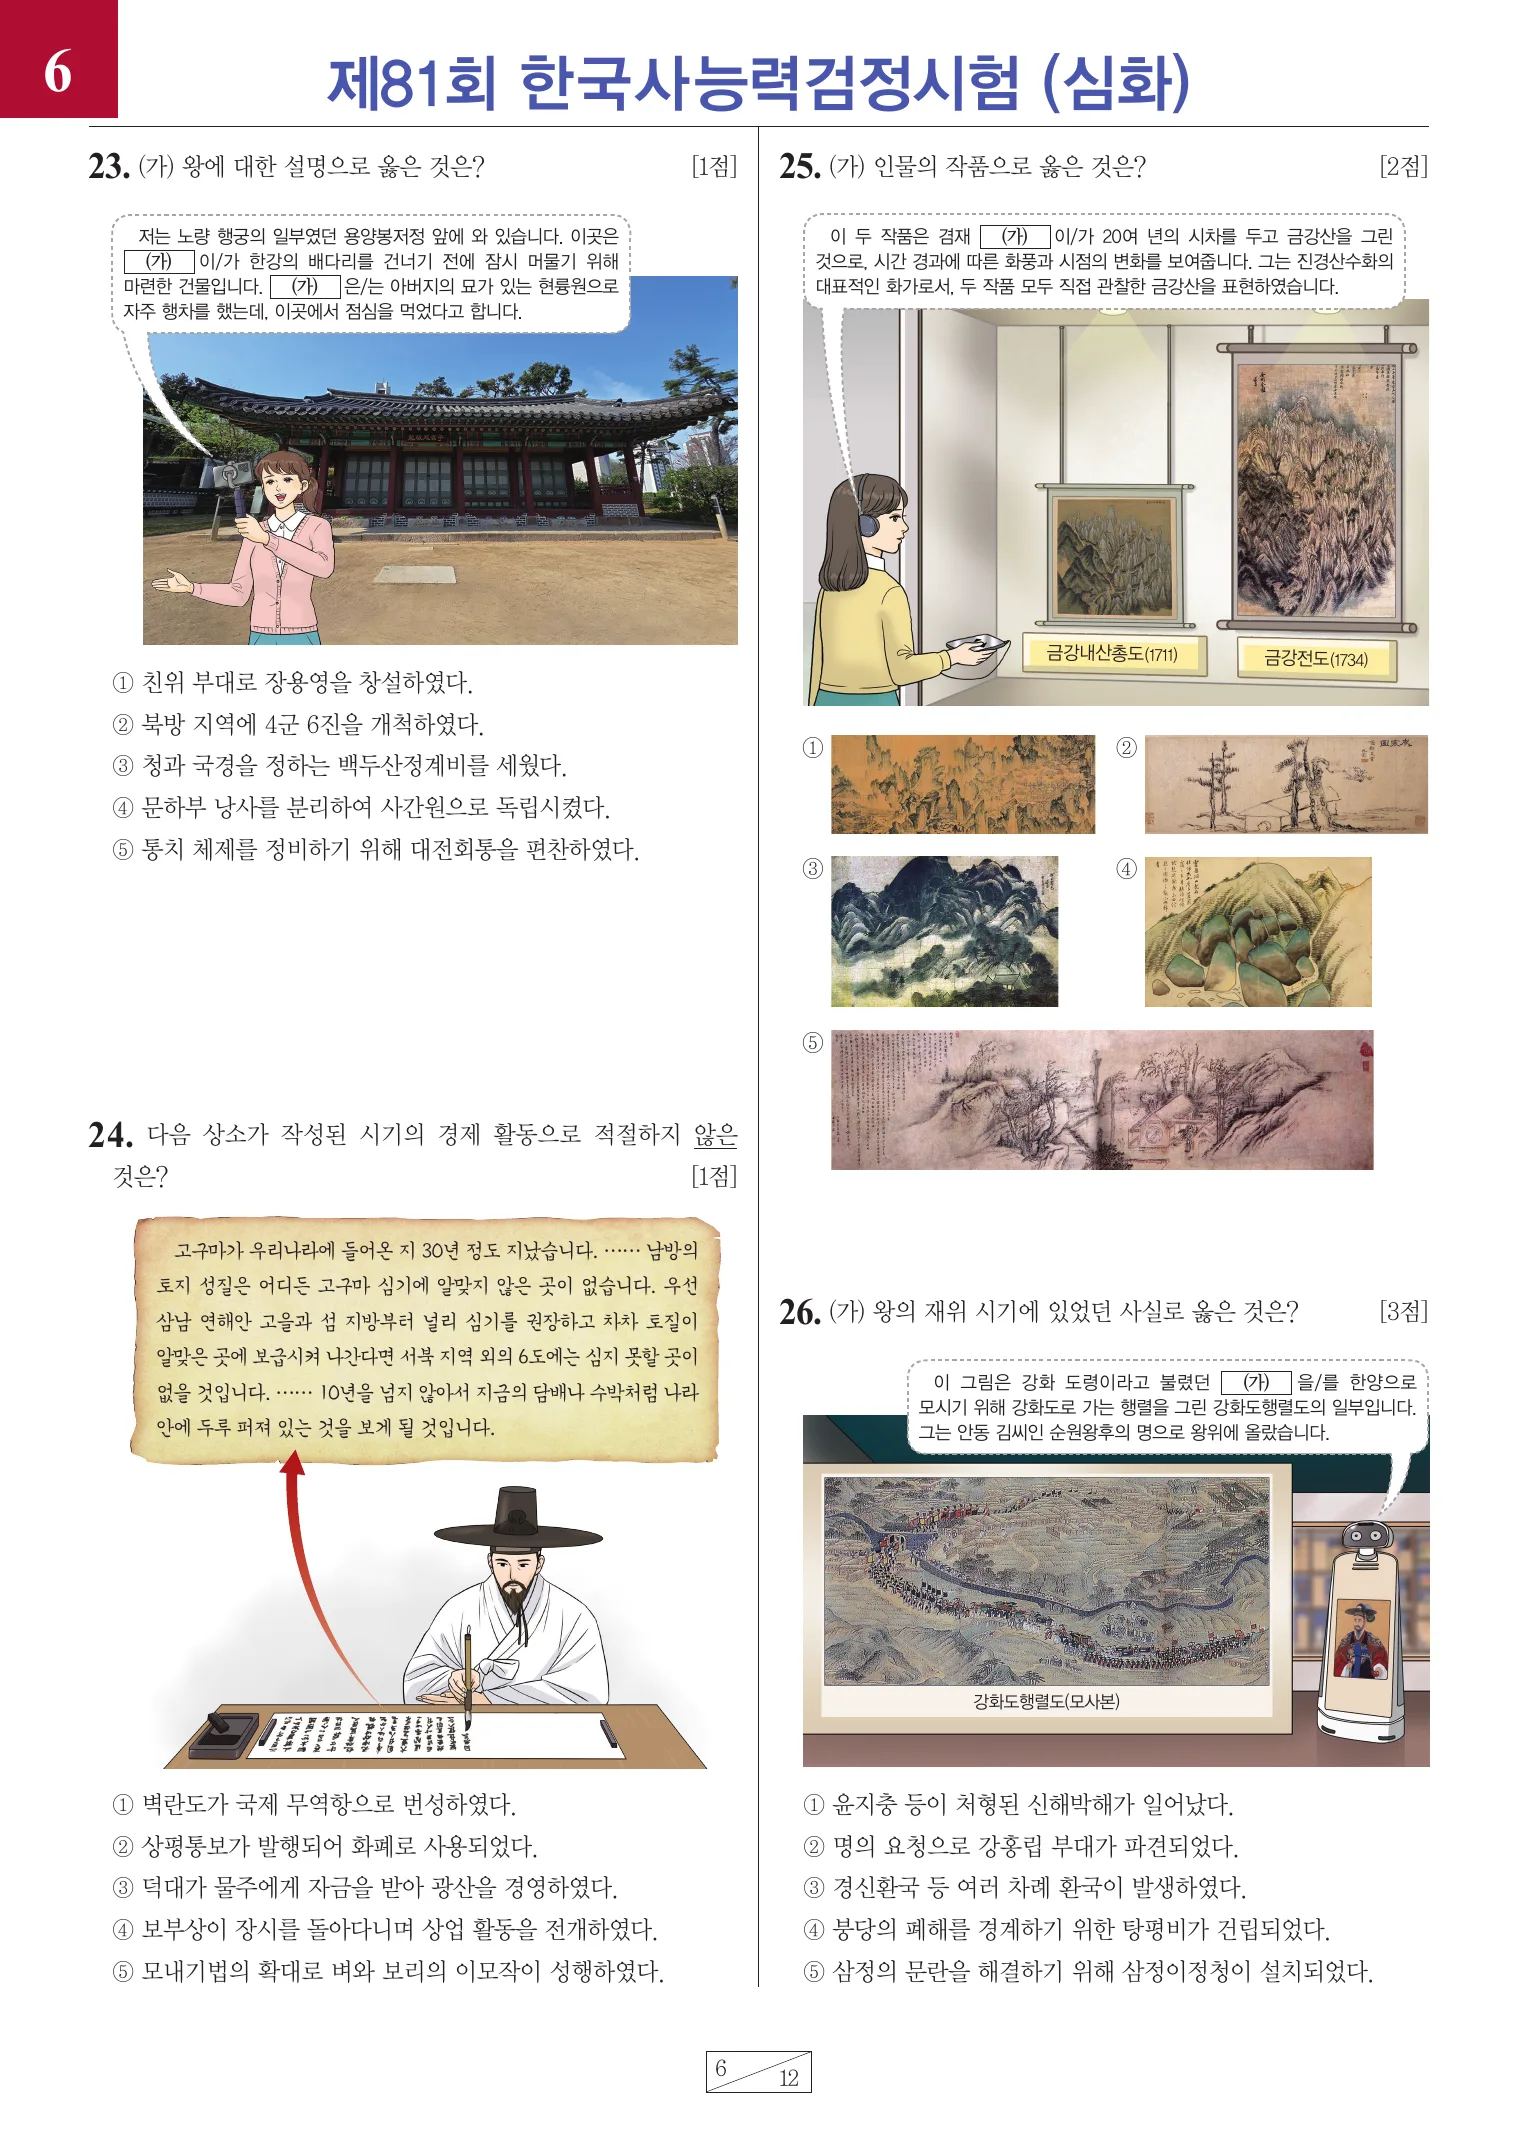 6
제81회 한국사능력검정시험 (심화)
23. (가) 왕에 대한 설명으로 옳은 것은? [1점]
저는 노량 행궁의 일부였던 용양봉저정 앞에 와 있습니다. 이곳은
(가) 이/가 한강의 배다리를 건너기 전에 잠시 머물기 위해
마련한 건물입니다. (가) 은/는 아버지의 묘가 있는 현륭원으로
자주 행차를 했는데, 이곳에서 점심을 먹었다고 합니다.
① 친위 부대로 장용영을 창설하였다.
② 북방 지역에 4군 6진을 개척하였다.
③ 청과 국경을 정하는 백두산정계비를 세웠다.
④ 문하부 낭사를 분리하여 사간원으로 독립시켰다.
⑤ 통치 체제를 정비하기 위해 대전회통을 편찬하였다.
24. 다음 상소가 작성된 시기의 경제 활동으로 적절하지 않은
것은? [1점]
고구마가 우리나라에 들어온 지 30년 정도 지났습니다. …… 남방의
토지 성질은 어디든 고구마 심기에 알맞지 않은 곳이 없습니다. 우선
삼남 연해안 고을과 섬 지방부터 널리 심기를 권장하고 차차 토질이
알맞은 곳에 보급시켜 나간다면 서북 지역 외의 6도에는 심지 못할 곳이
없을 것입니다. …… 10년을 넘지 않아서 지금의 담배나 수박처럼 나라
안에 두루 퍼져 있는 것을 보게 될 것입니다.
① 벽란도가 국제 무역항으로 번성하였다.
② 상평통보가 발행되어 화폐로 사용되었다.
③ 덕대가 물주에게 자금을 받아 광산을 경영하였다.
④ 보부상이 장시를 돌아다니며 상업 활동을 전개하였다.
⑤ 모내기법의 확대로 벼와 보리의 이모작이 성행하였다.
25. (가) 인물의 작품으로 옳은 것은? [2점]
이 두 작품은 겸재 (가) 이/가 20여 년의 시차를 두고 금강산을 그린
것으로, 시간 경과에 따른 화풍과 시점의 변화를 보여줍니다. 그는 진경산수화의
대표적인 화가로서, 두 작품 모두 직접 관찰한 금강산을 표현하였습니다.
금강내산총도(1711)
금강전도(1734)
①
②
③
④
⑤
26. (가) 왕의 재위 시기에 있었던 사실로 옳은 것은? [3점]
이 그림은 강화 도령이라고 불렸던 (가) 을/를 한양으로
모시기 위해 강화도로 가는 행렬을 그린 강화도행렬도의 일부입니다.
그는 안동 김씨인 순원왕후의 명으로 왕위에 올랐습니다.
강화도행렬도(모사본)
① 윤지충 등이 처형된 신해박해가 일어났다.
② 명의 요청으로 강홍립 부대가 파견되었다.
③ 경신환국 등 여러 차례 환국이 발생하였다.
④ 붕당의 폐해를 경계하기 위한 탕평비가 건립되었다.
⑤ 삼정의 문란을 해결하기 위해 삼정이정청이 설치되었다.
6
12